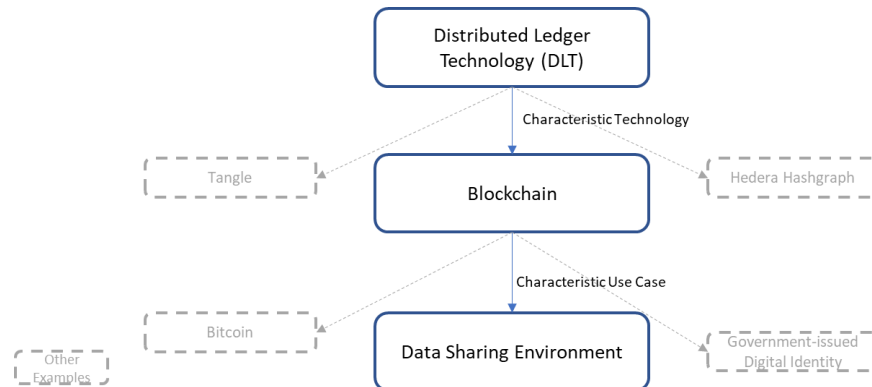 Distributed Ledger
Technology (DLT)
Characteristic Technology
Tangle
Blockchain
Hedera Hashgraph
Characteristic Use Case
Bitcoin
Data Sharing Environment
Government-issued
Digital Identity
Other
Examples